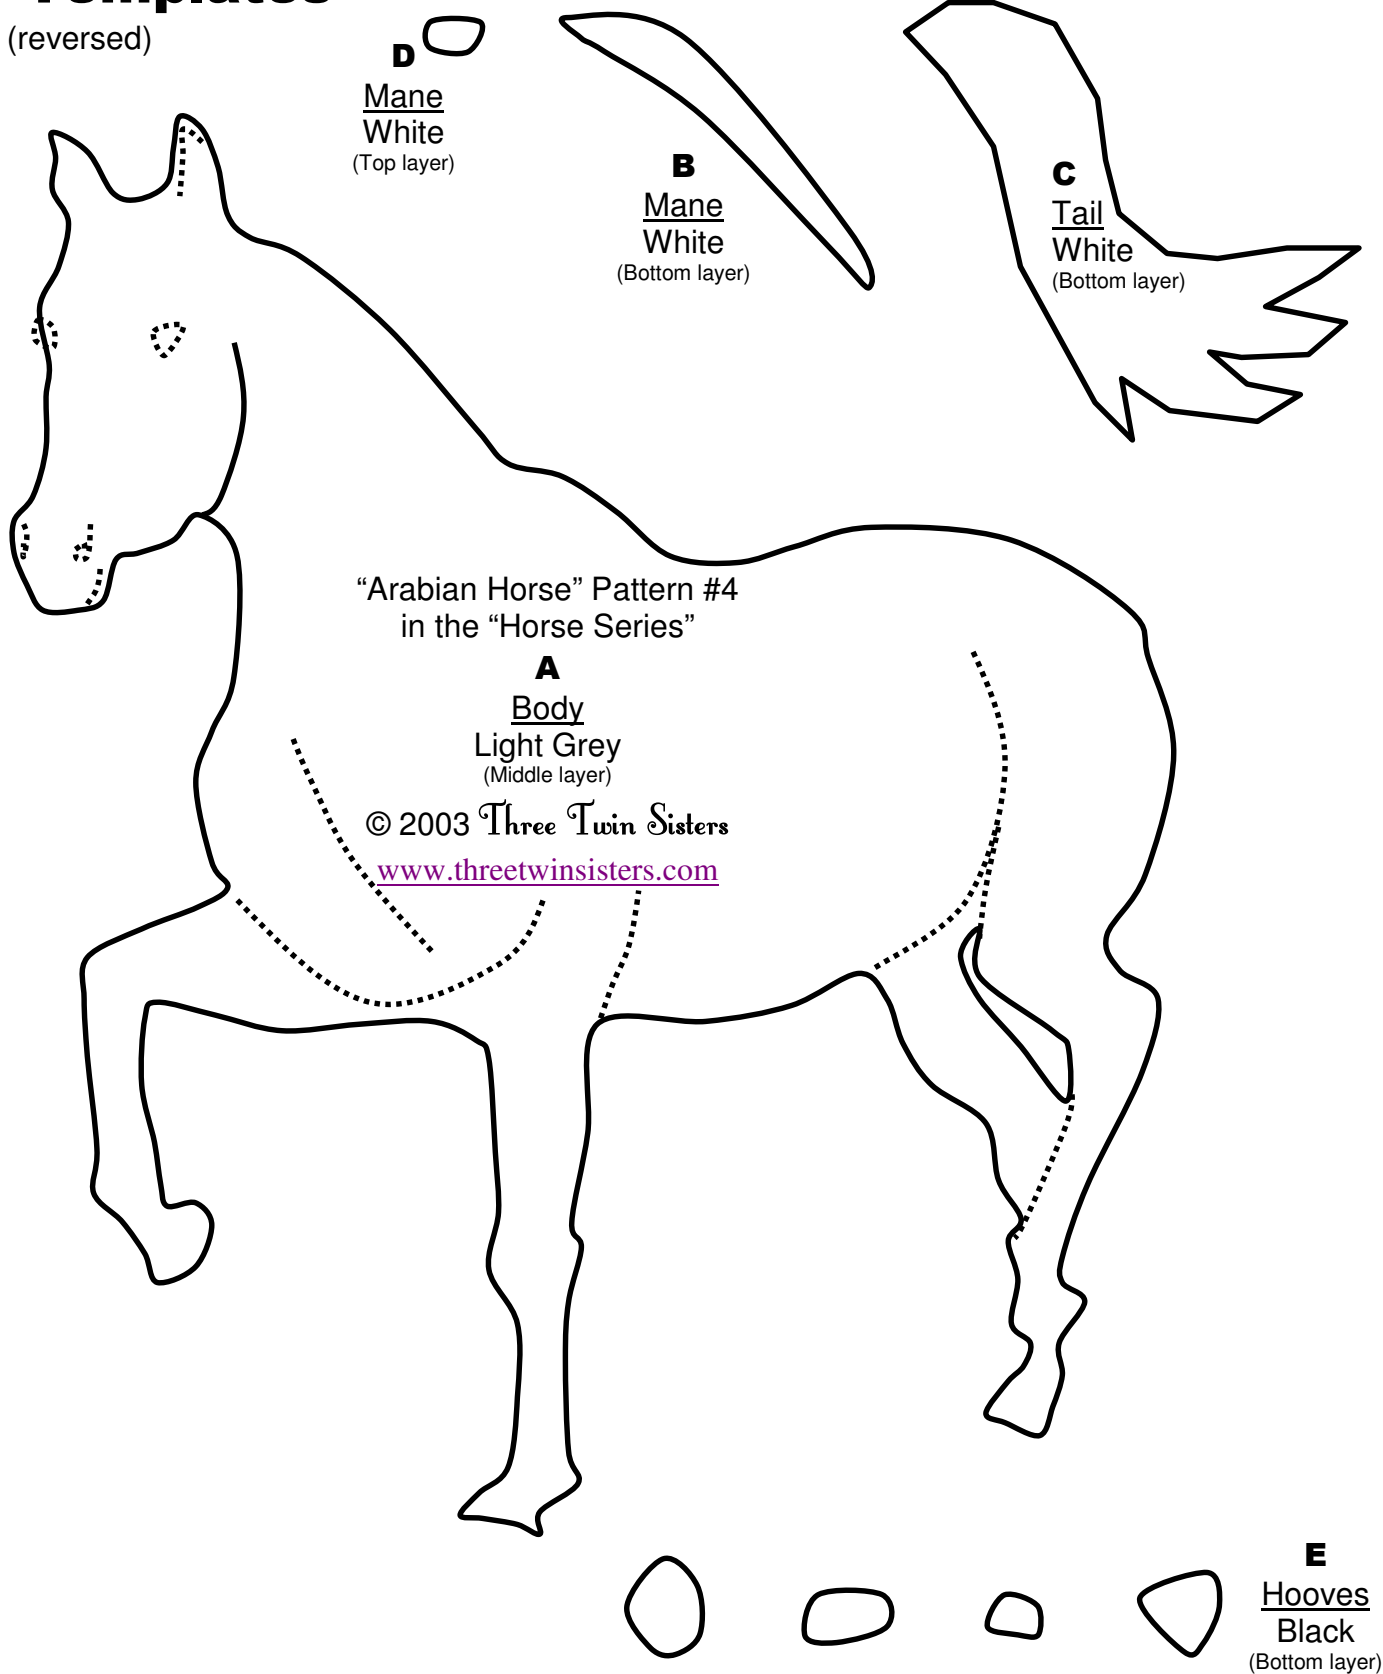 Templates
(reversed)
D
Mane
White
(Top layer)
B
Mane
White
(Bottom layer)
C
Tail
White
(Bottom layer)
“Arabian Horse” Pattern #4
in the “Horse Series”
A
Body
Light Grey
(Middle layer)
© 2003 Three Twin Sisters
www.threetwinsisters.com
E
Hooves
Black
(Bottom layer)